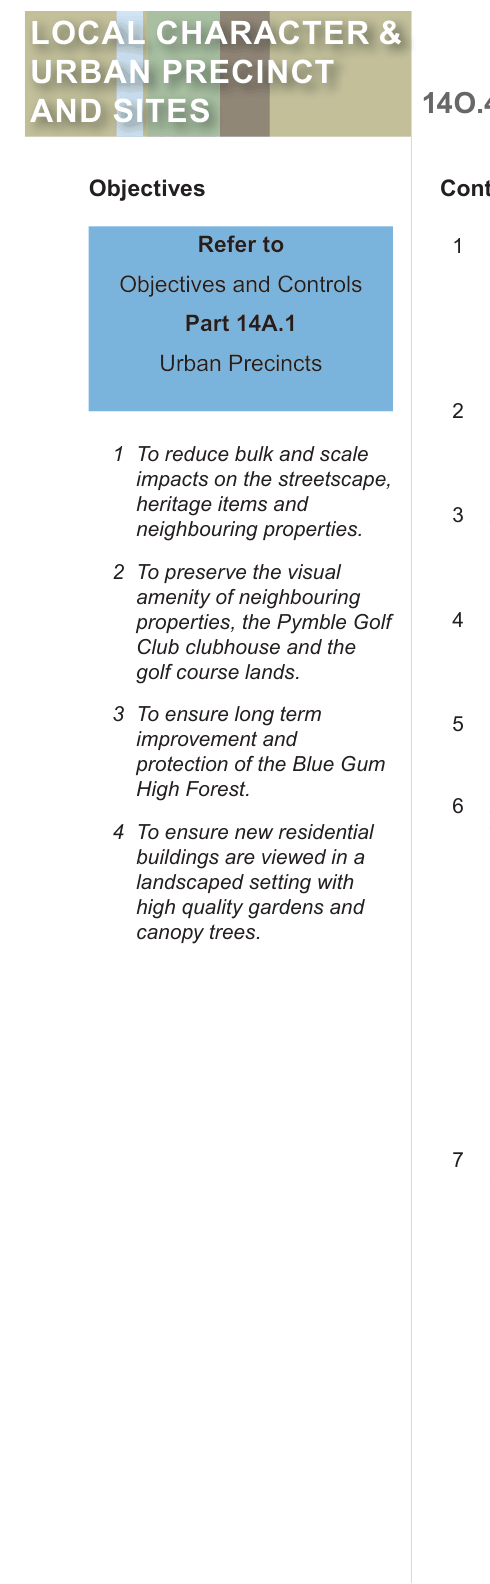 LOCAL CHARACTER &
URBAN PRECINCT
AND SITES
14O.4
Objectives
Refer to
Objectives and Controls
Part 14A.1
Urban Precincts
1 To reduce bulk and scale
impacts on the streetscape,
heritage items and
neighbouring properties.
2 To preserve the visual
amenity of neighbouring
properties, the Pymble Golf
Club clubhouse and the
golf course lands.
3 To ensure long term
improvement and
protection of the Blue Gum
High Forest.
4 To ensure new residential
buildings are viewed in a
landscaped setting with
high quality gardens and
canopy trees.
Cont
1
2
3
4
5
6
7